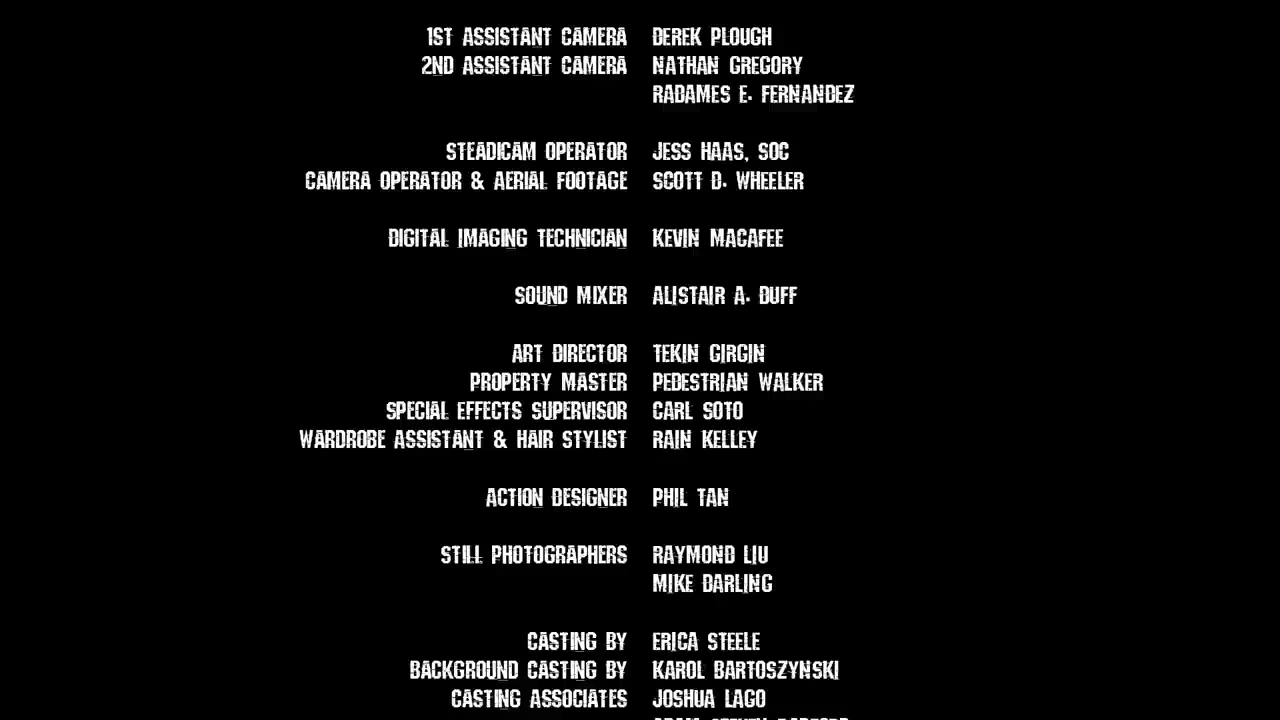 1ST ASSISTANT CAMERA DEREK PLOUGH
2ND ASSISTANT CAMERA NATHAN GREGORY
RADAMES E. FERNANDEZ
STEADICAM OPERATOR JESS HAAS, SOC
CAMERA OPERATOR & AERIAL FOOTAGE SCOTT D. WHEELER
DIGITAL IMAGING TECHNICIAN KEVIN MACAFEE
SOUND MIXER ALISTAIR A. DUFF
ART DIRECTOR TEKIN GIRGIN
PROPERTY MASTER PEDESTRIAN WALKER
SPECIAL EFFECTS SUPERVISOR CARL SOTO
WARDROBE ASSISTANT & HAIR STYLIST RAIN KELLEY
ACTION DESIGNER PHIL TAN
STILL PHOTOGRAPHERS RAYMOND LIU
MIKE DARLING
CASTING BY ERICA STEELE
BACKGROUND CASTING BY KAROL BARTOSZYNSKI
CASTING ASSOCIATES JOSHUA LAGO